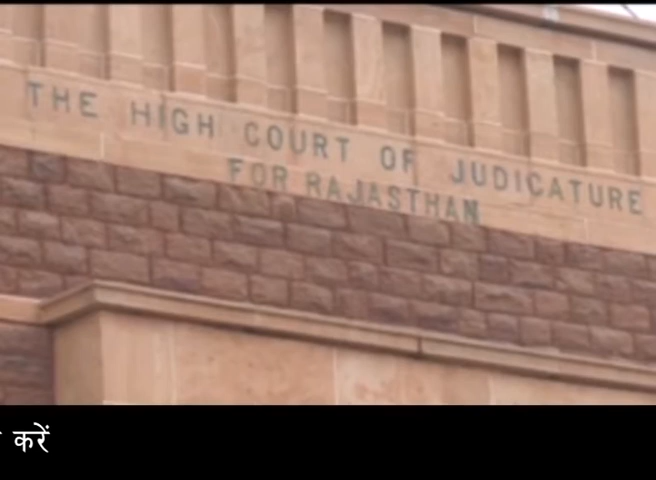 THE HIGH COURT OF JUDICATURE
FOR RAJASTHAN
करें